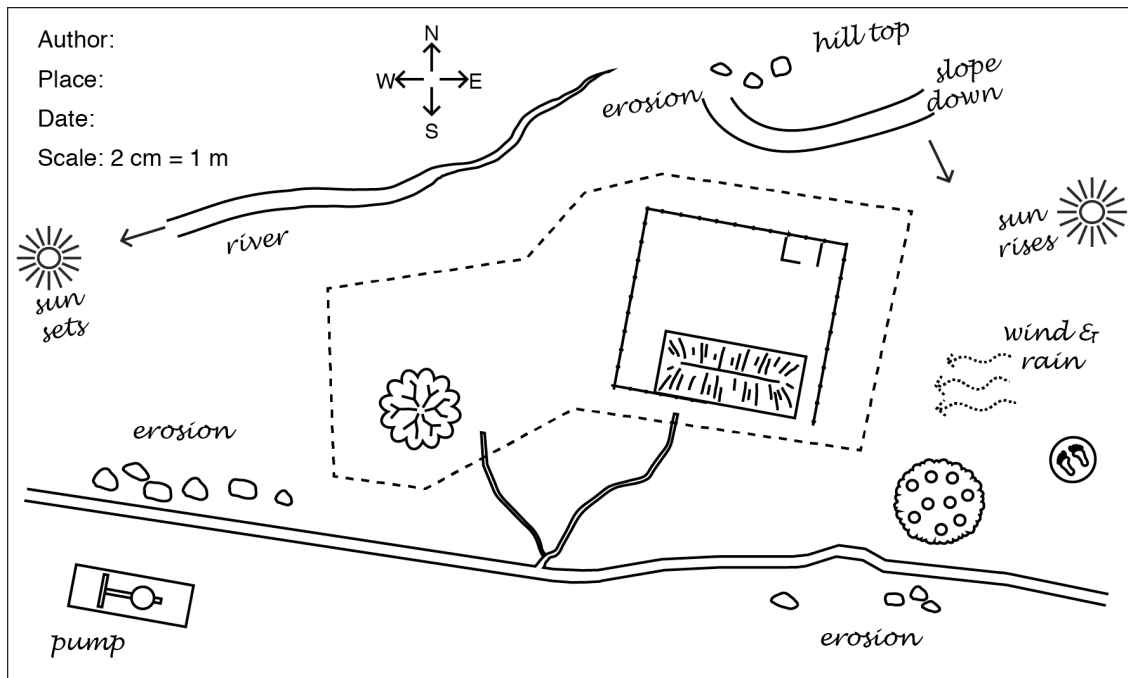 Author:
Place:
Date:
Scale: 2 cm = 1 m
N
W
E
S
hill top
erosion
slope
down
river
sun
rises
sun
sets
wind &
rain
erosion
pump
erosion